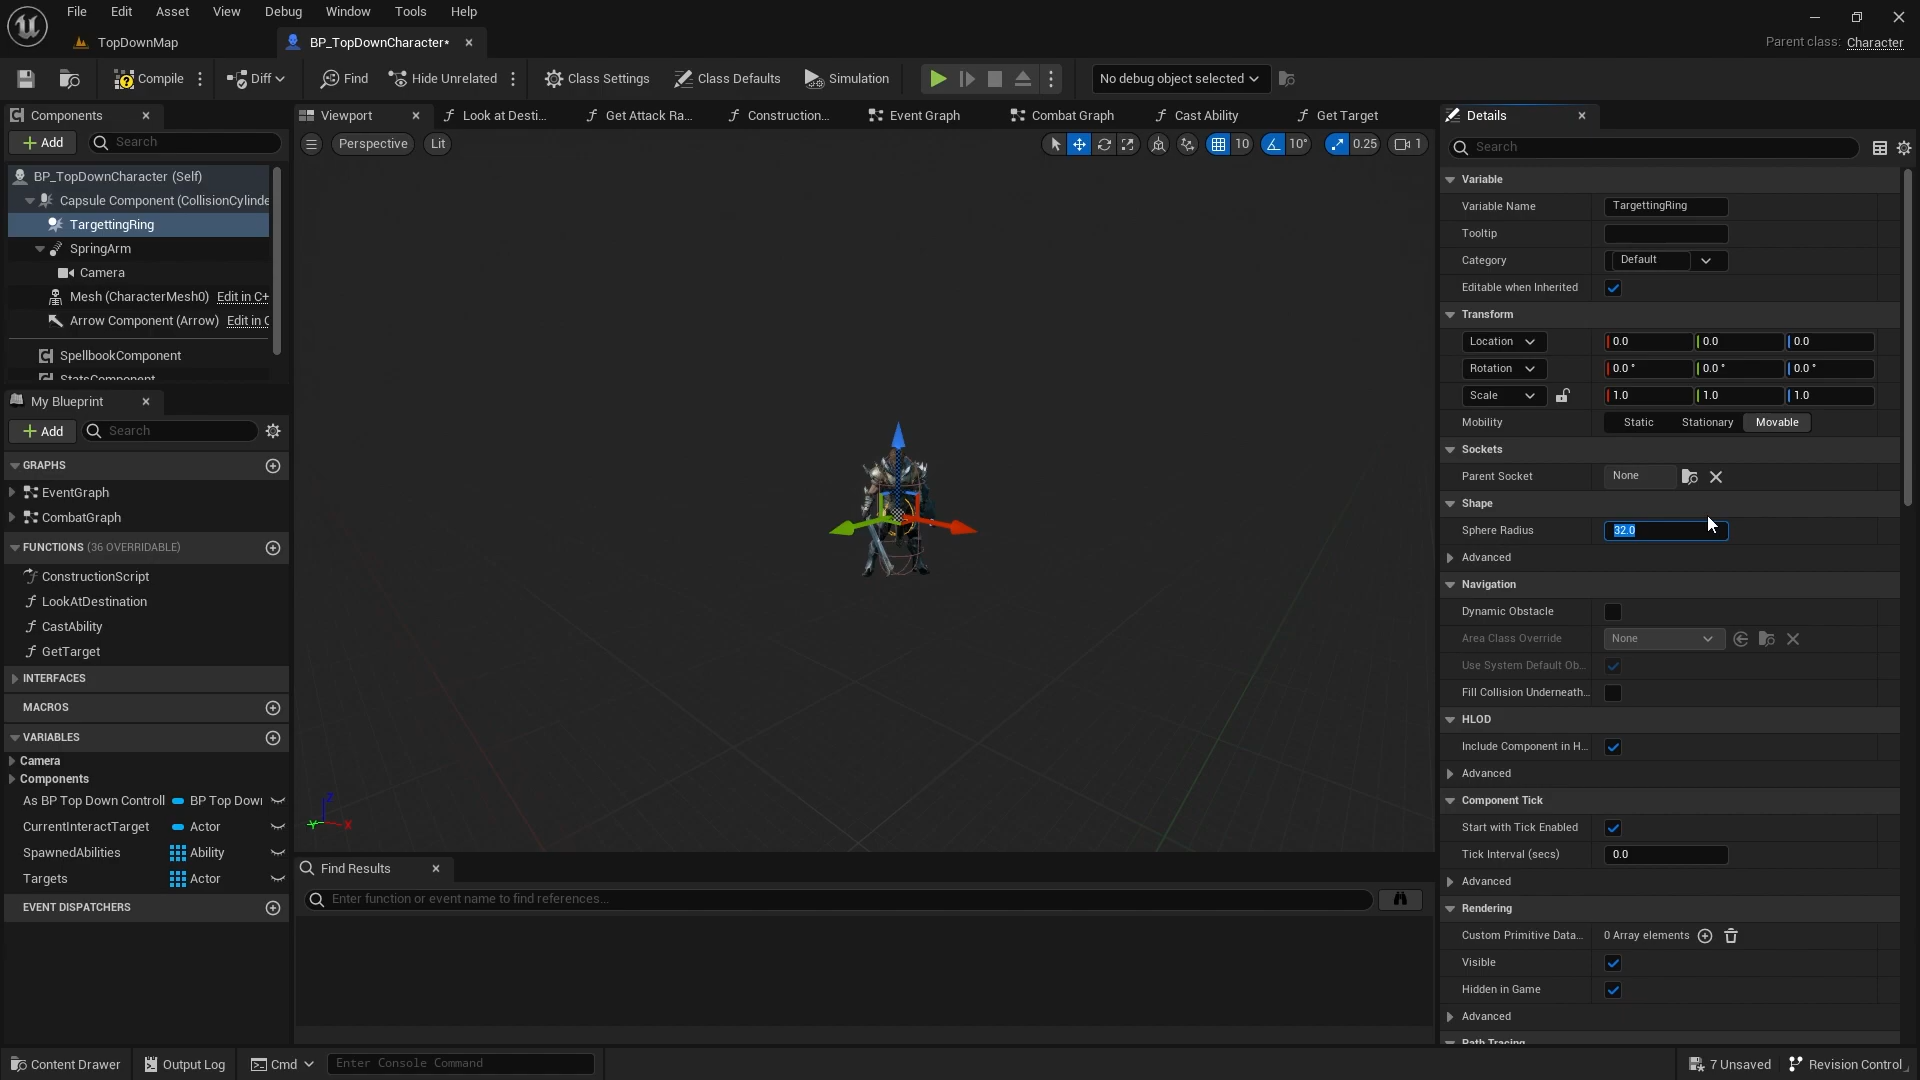 File Edit Asset View Debug Window Tools Help
TopDownMap BP_TopDownCharacter*
Parent class: Character
Compile Diff Find Hide Unrelated Class Settings Class Defaults Simulation No debug object selected
Components
Add Search
BP_TopDownCharacter (Self)
Capsule Component (CollisionCylinde
TargettingRing
SpringArm
Camera
Mesh (CharacterMesh0) Edit in C+
Arrow Component (Arrow) Edit in C
SpellbookComponent
StatsComponent
My Blueprint
Add Search
GRAPHS
EventGraph
CombatGraph
FUNCTIONS (36 OVERRIDABLE)
ConstructionScript
LookAtDestination
CastAbility
GetTarget
INTERFACES
MACROS
VARIABLES
Camera
Components
As BP Top Down Controll BP Top Down
CurrentInteractTarget Actor
SpawnedAbilities Ability
Targets Actor
EVENT DISPATCHERS
Viewport Look at Desti... Get Attack Ra... Construction... Event Graph Combat Graph Cast Ability Get Target
Perspective Lit 10 10° 0.25 1
Z
Y X
Find Results
Enter function or event name to find references...
Details
Search
Variable
Variable Name TargettingRing
Tooltip
Category Default
Editable when Inherited
Transform
Location 0.0 0.0 0.0
Rotation 0.0 ° 0.0 ° 0.0 °
Scale 1.0 1.0 1.0
Mobility Static Stationary Movable
Sockets
Parent Socket None
Shape
Sphere Radius 32.0
Advanced
Navigation
Dynamic Obstacle
Area Class Override None
Use System Default Ob...
Fill Collision Underneath...
HLOD
Include Component in H...
Advanced
Component Tick
Start with Tick Enabled
Tick Interval (secs) 0.0
Advanced
Rendering
Custom Primitive Data... 0 Array elements
Visible
Hidden in Game
Advanced
Path Tracing
Content Drawer Output Log Cmd Enter Console Command 7 Unsaved Revision Control